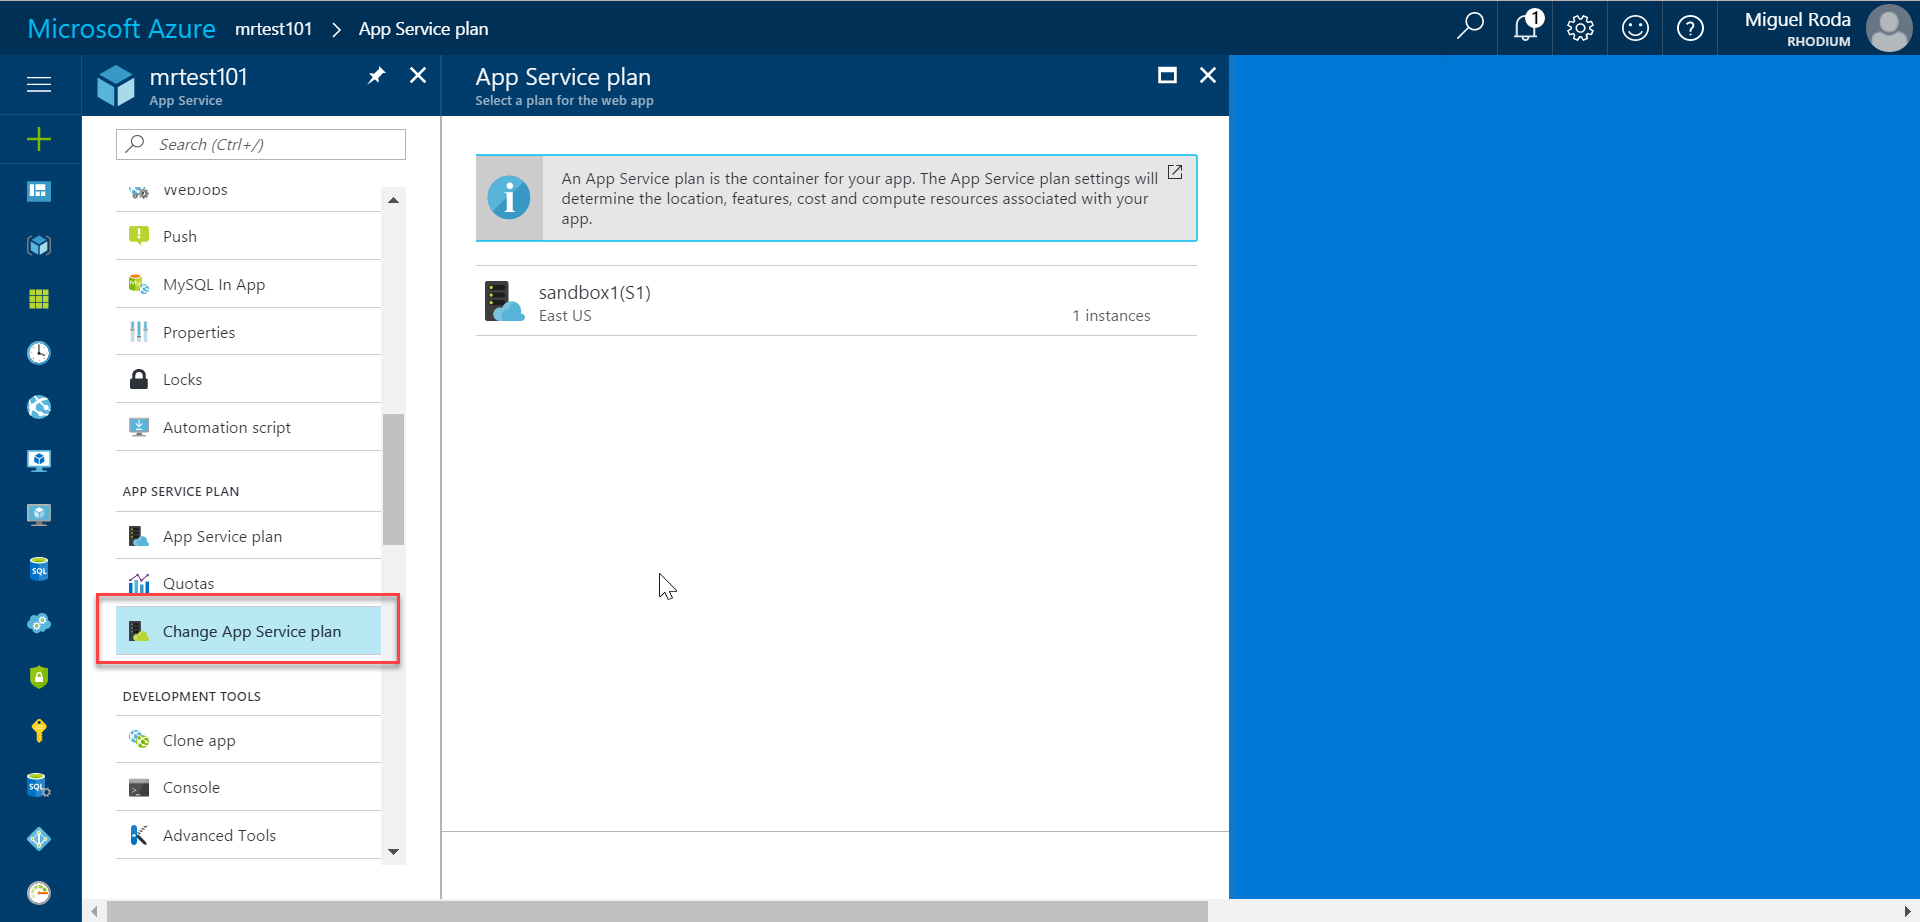 Microsoft Azure mrtest101 > App Service plan
1
Miguel Roda
RHODIUM
mrtest101
App Service
App Service plan
Select a plan for the web app
Search (Ctrl+/)
WebJobs
Push
MySQL In App
Properties
Locks
Automation script
APP SERVICE PLAN
App Service plan
Quotas
Change App Service plan
DEVELOPMENT TOOLS
Clone app
Console
Advanced Tools
An App Service plan is the container for your app. The App Service plan settings will
determine the location, features, cost and compute resources associated with your
app.
sandbox1(S1)
East US
1 instances
SQL
SQL